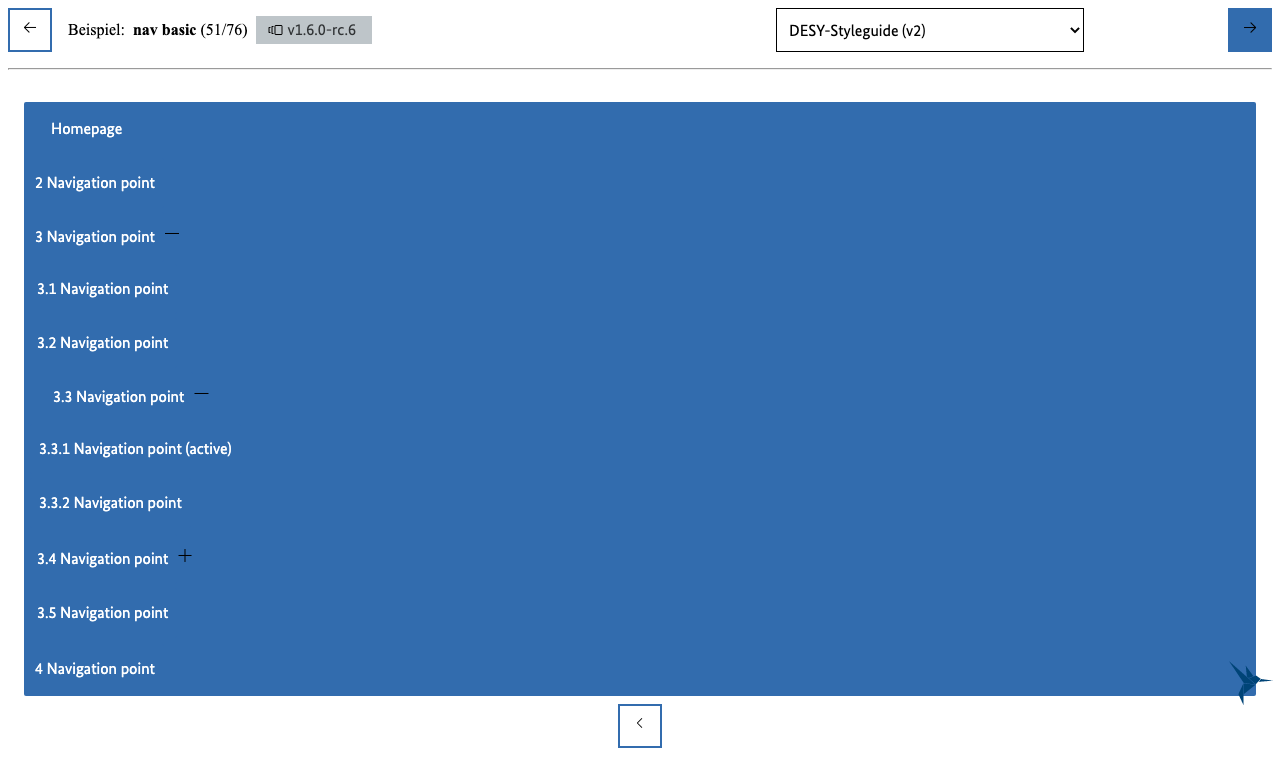 Beispiel: nav basic (51/76) v1.6.0-rc.6 DESY-Styleguide (v2)
Homepage
2 Navigation point
3 Navigation point
3.1 Navigation point
3.2 Navigation point
3.3 Navigation point
3.3.1 Navigation point (active)
3.3.2 Navigation point
3.4 Navigation point
3.5 Navigation point
4 Navigation point